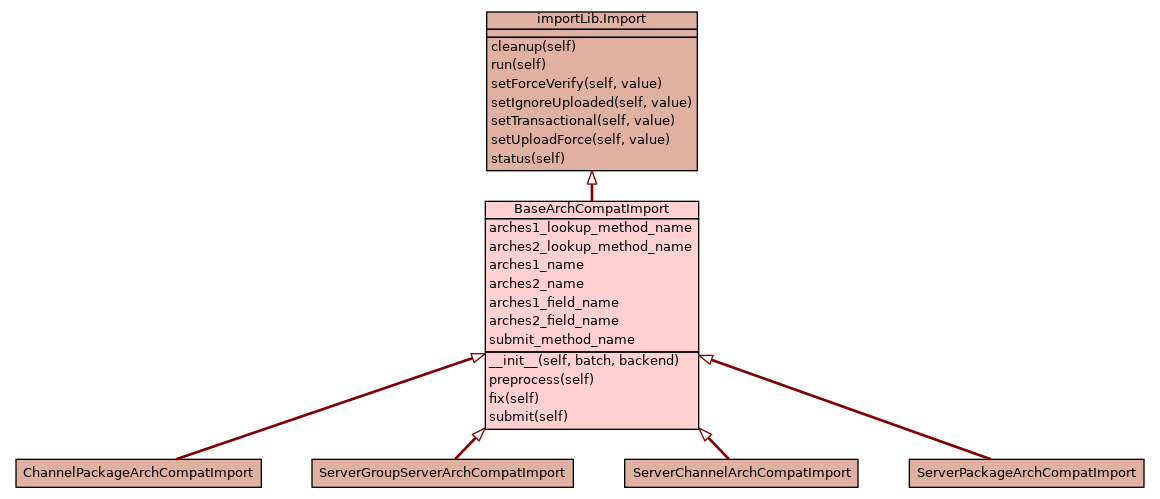 importLib.Import
cleanup(self)
run(self)
setForceVerify(self, value)
setIgnoreUploaded(self, value)
setTransactional(self, value)
setUploadForce(self, value)
status(self)
BaseArchCompatImport
arches1_lookup_method_name
arches2_lookup_method_name
arches1_name
arches2_name
arches1_field_name
arches2_field_name
submit_method_name
__init__(self, batch, backend)
preprocess(self)
fix(self)
submit(self)
ChannelPackageArchCompatImport
ServerGroupServerArchCompatImport
ServerChannelArchCompatImport
ServerPackageArchCompatImport